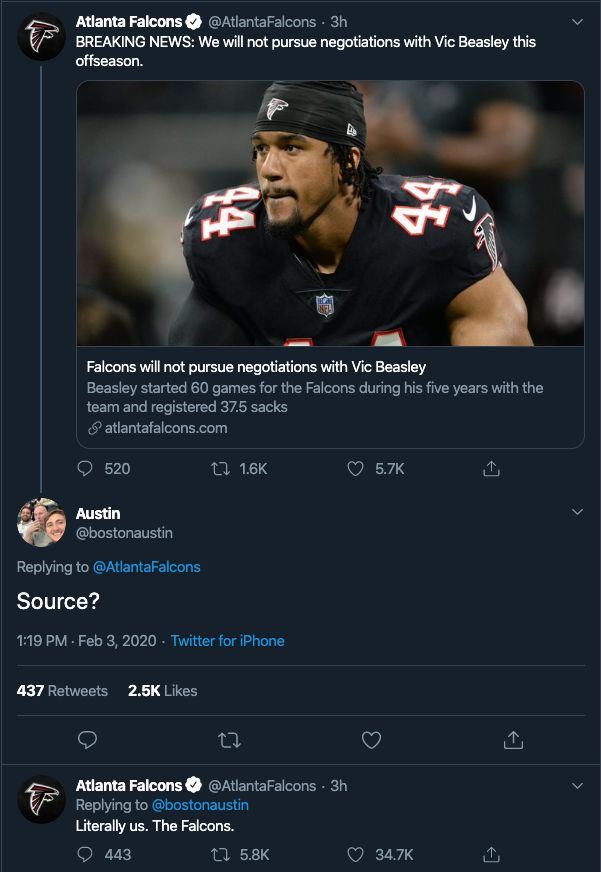 Atlanta Falcons @AtlantaFalcons · 3h
BREAKING NEWS: We will not pursue negotiations with Vic Beasley this
offseason.
44 44
NFL
Falcons will not pursue negotiations with Vic Beasley
Beasley started 60 games for the Falcons during his five years with the
team and registered 37.5 sacks
atlantafalcons.com
520 1.6K 5.7K
Austin
@bostonaustin
Replying to @AtlantaFalcons
Source?
1:19 PM · Feb 3, 2020 · Twitter for iPhone
437 Retweets 2.5K Likes
Atlanta Falcons @AtlantaFalcons · 3h
Replying to @bostonaustin
Literally us. The Falcons.
443 5.8K 34.7K